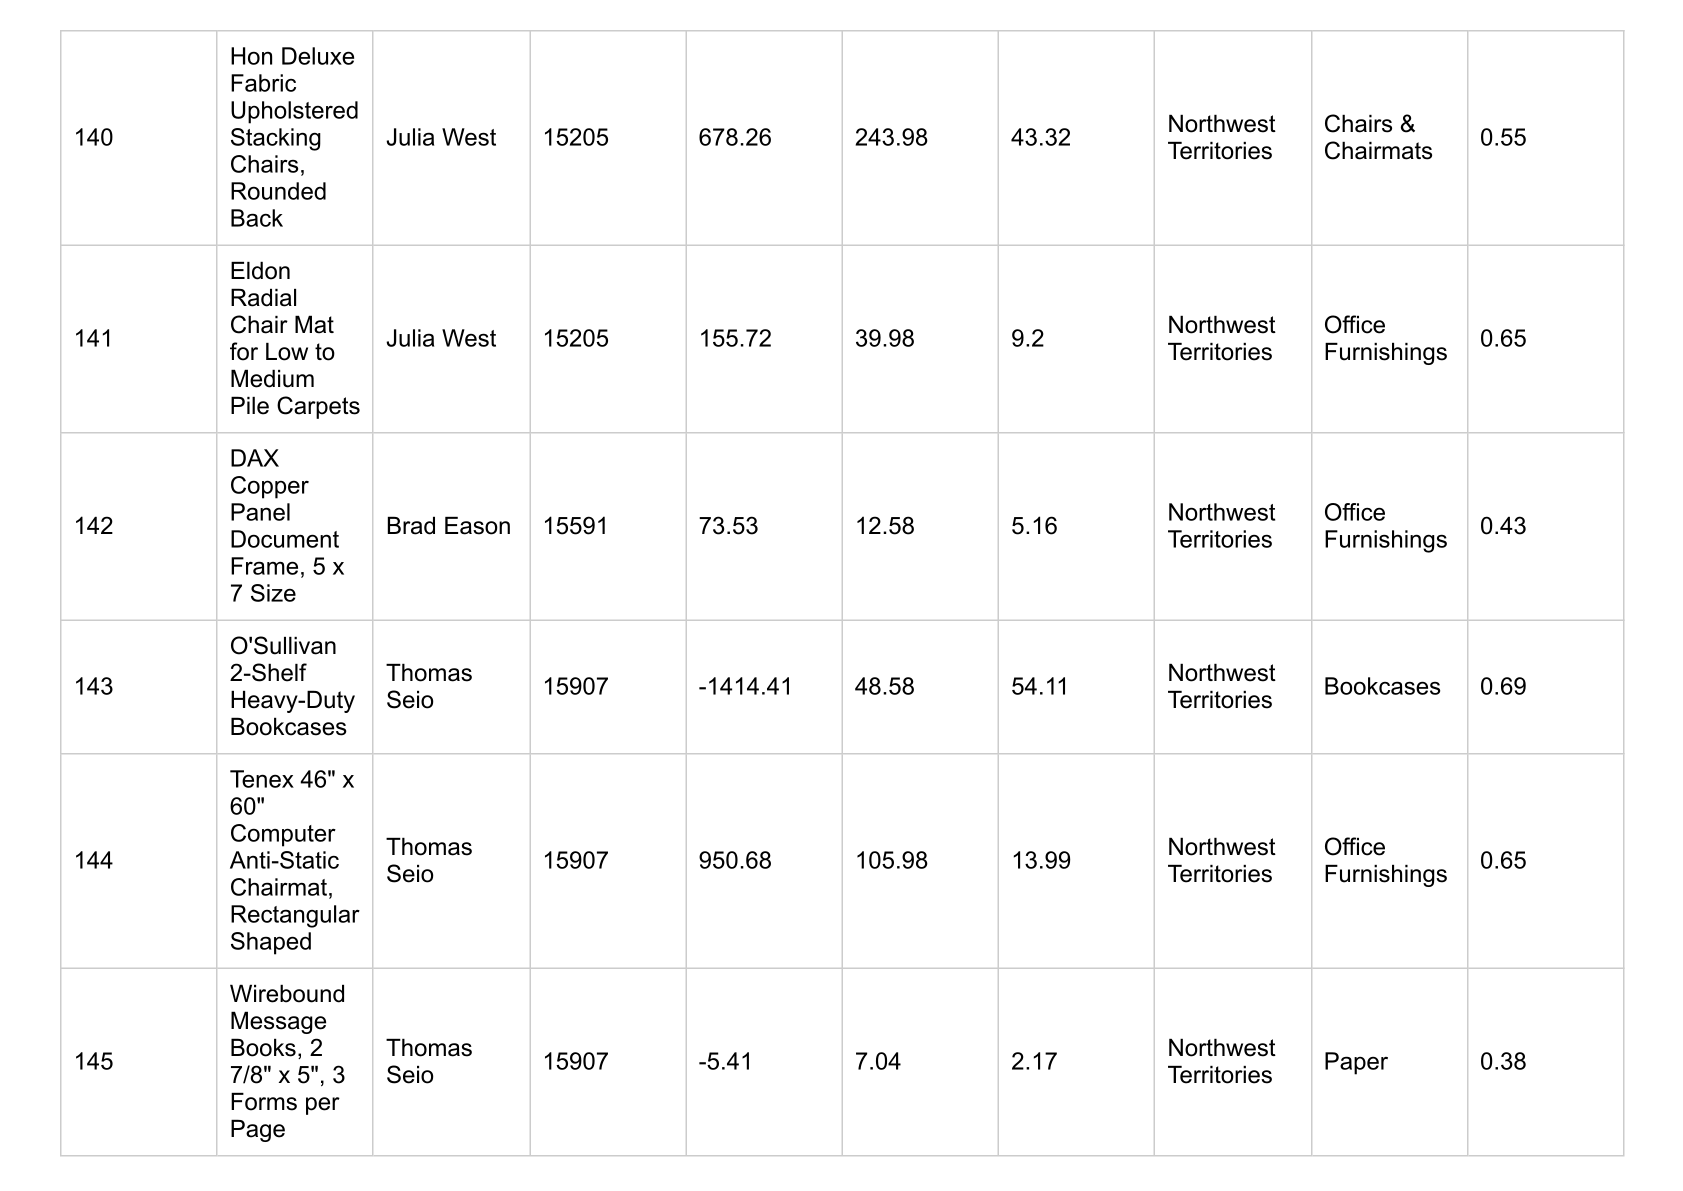 140
Hon Deluxe
Fabric
Upholstered
Stacking
Chairs,
Rounded
Back
Julia West
15205
678.26
243.98
43.32
Northwest
Territories
Chairs &
Chairmats
0.55
141
Eldon
Radial
Chair Mat
for Low to
Medium
Pile Carpets
Julia West
15205
155.72
39.98
9.2
Northwest
Territories
Office
Furnishings
0.65
142
DAX
Copper
Panel
Document
Frame, 5 x
7 Size
Brad Eason
15591
73.53
12.58
5.16
Northwest
Territories
Office
Furnishings
0.43
143
O'Sullivan
2-Shelf
Heavy-Duty
Bookcases
Thomas
Seio
15907
-1414.41
48.58
54.11
Northwest
Territories
Bookcases
0.69
144
Tenex 46" x
60"
Computer
Anti-Static
Chairmat,
Rectangular
Shaped
Thomas
Seio
15907
950.68
105.98
13.99
Northwest
Territories
Office
Furnishings
0.65
145
Wirebound
Message
Books, 2
7/8" x 5", 3
Forms per
Page
Thomas
Seio
15907
-5.41
7.04
2.17
Northwest
Territories
Paper
0.38